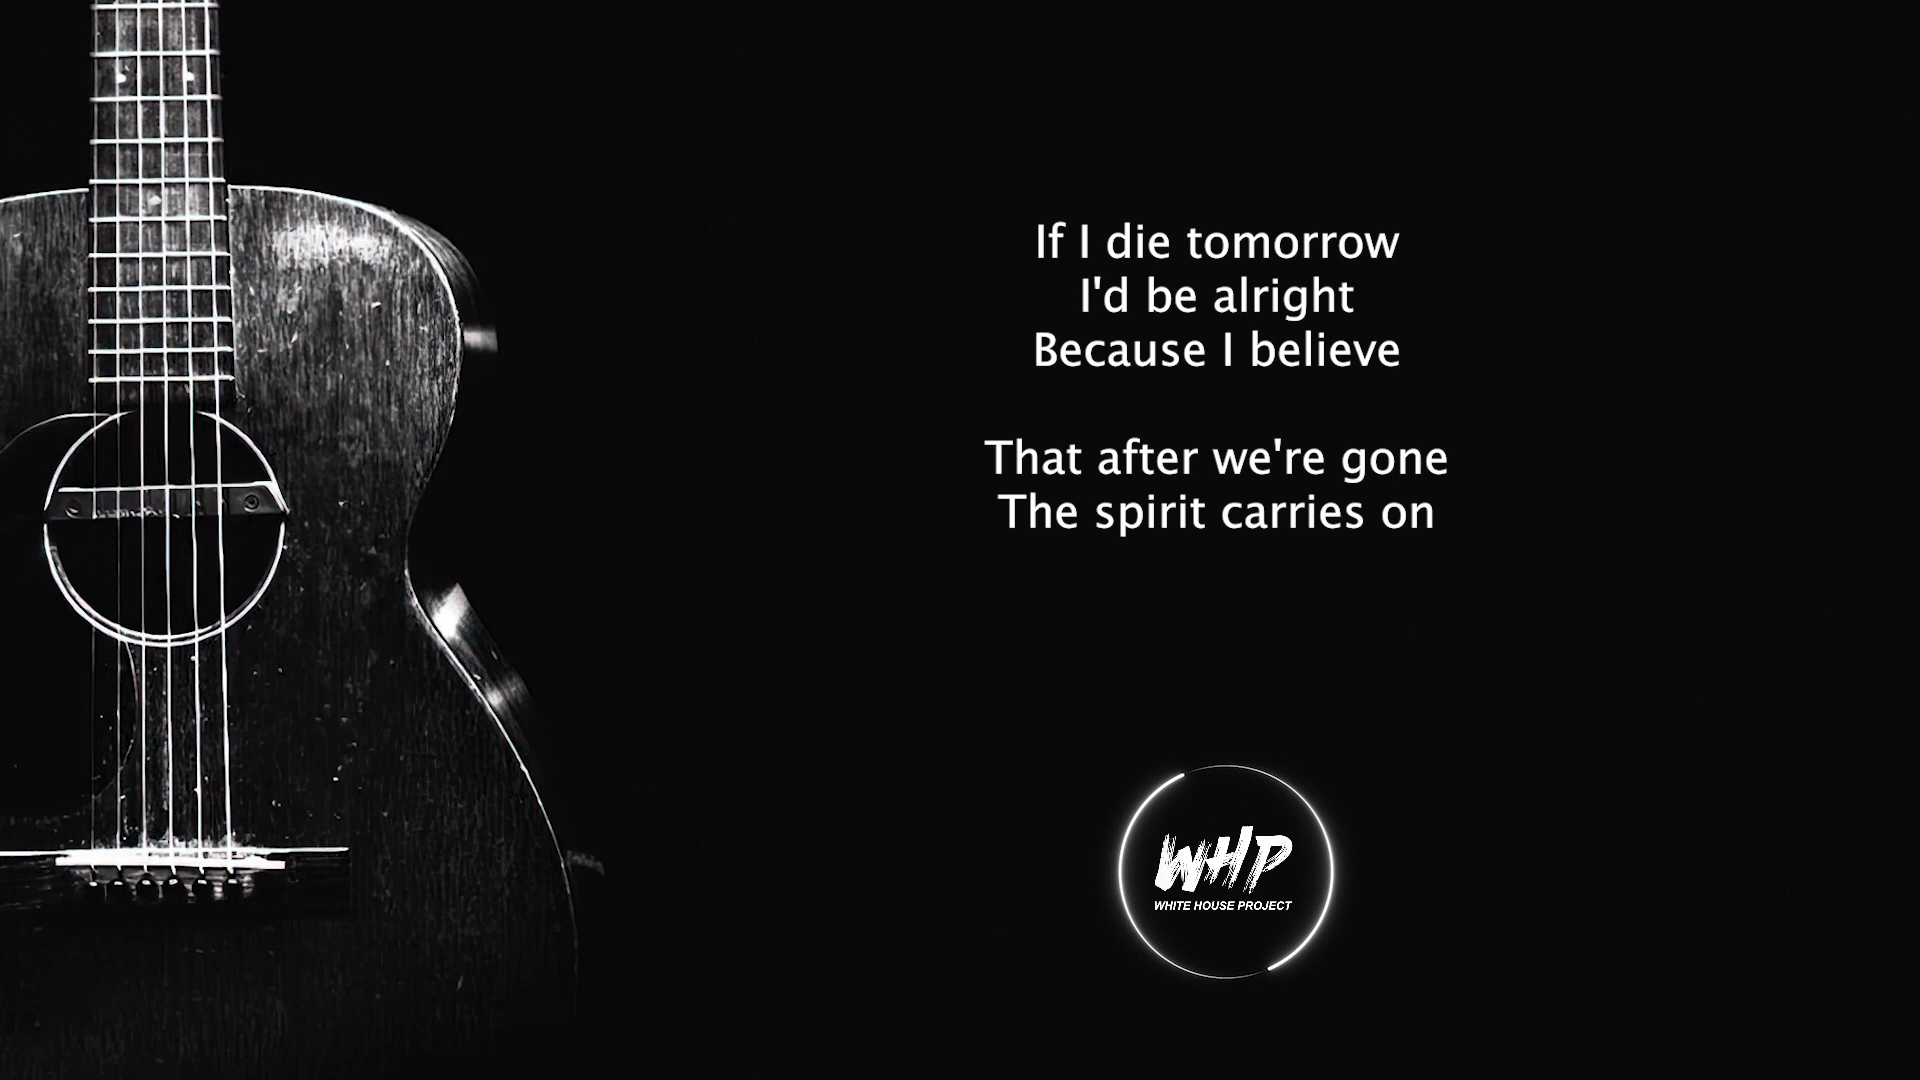 If I die tomorrow
I'd be alright
Because I believe
That after we're gone
The spirit carries on
WHP
WHITE HOUSE PROJECT